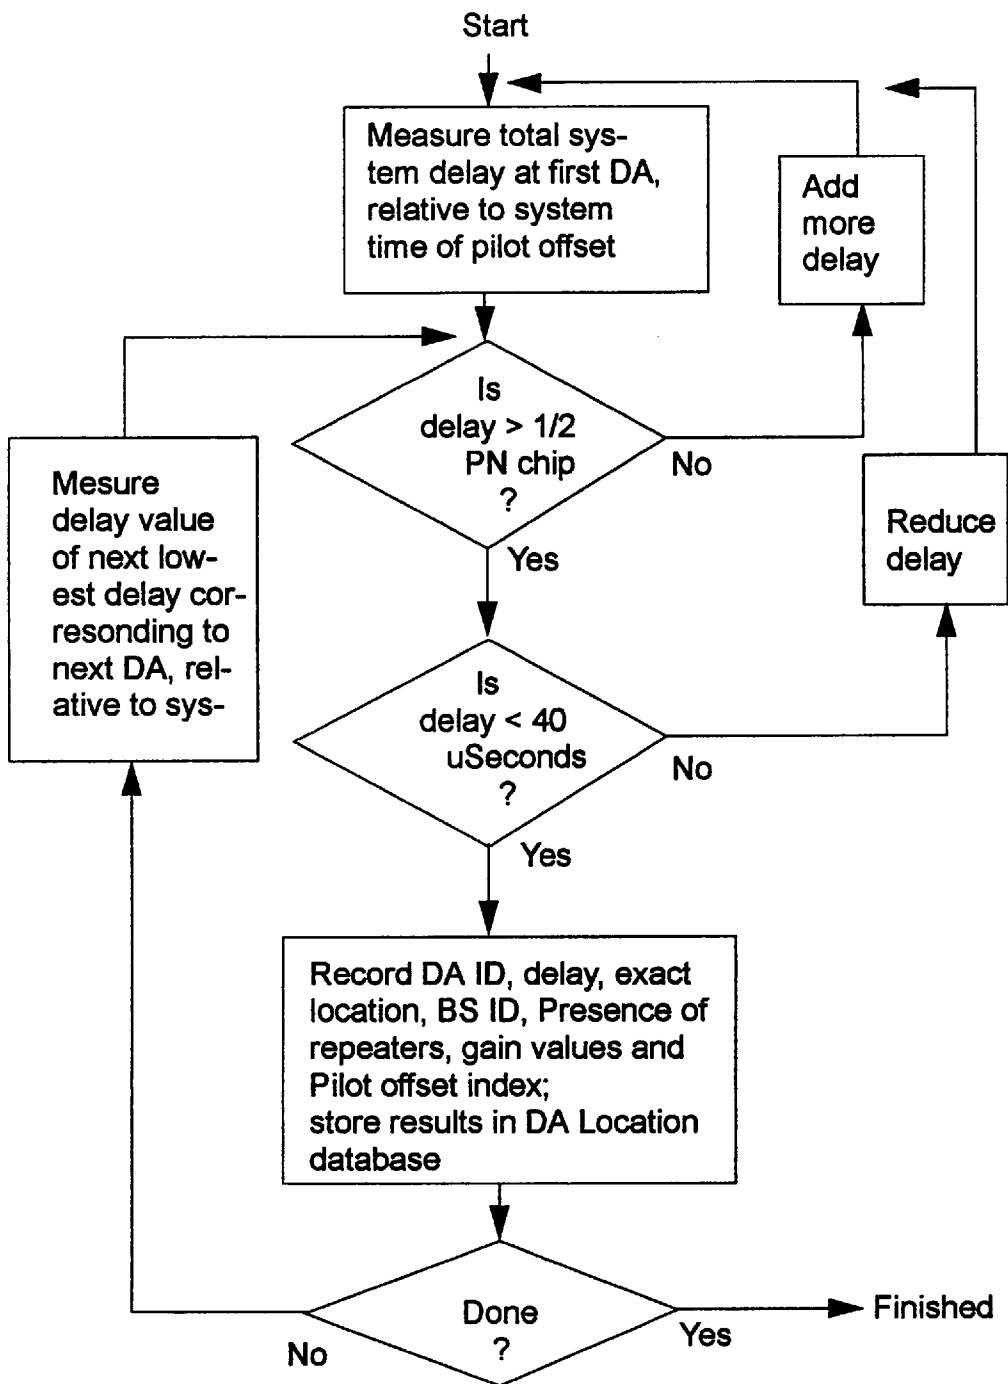 Start
Measure total sys-
tem delay at first DA,
relative to system
time of pilot offset
Add
more
delay
Is
delay > 1/2
PN chip
?
No
Yes
Mesure
delay value
of next low-
est delay cor-
resonding to
next DA, rel-
ative to sys-
Reduce
delay
Is
delay < 40
uSeconds
?
No
Yes
Record DA ID, delay, exact
location, BS ID, Presence of
repeaters, gain values and
Pilot offset index;
store results in DA Location
database
Done
?
No
Yes
Finished